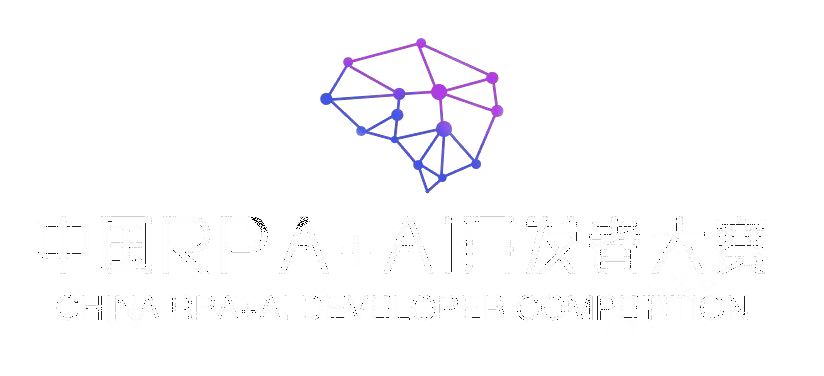 中国RPA+AI开发者大赛
CHINA RPA+AI DEVELOPER COMPETITION